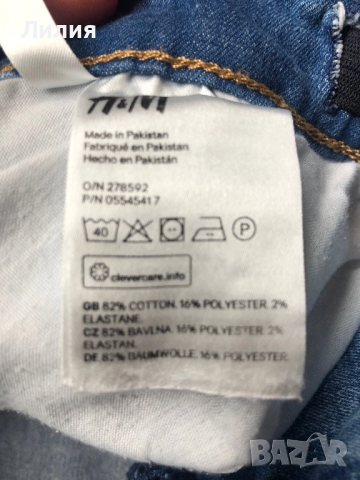 Лилия
H&M
Made in Pakistan
Fabriqué en Pakistan
Hecho en Pakistán
O/N 278592
P/N 05545417
40 P
clevercare.info
GB 82% COTTON. 16% POLYESTER. 2%
ELASTANE.
CZ 82% BAVLNA. 16% POLYESTER. 2%
ELASTAN.
DE 82% BAUMWOLLE. 16% POLYESTER.
BAZAR